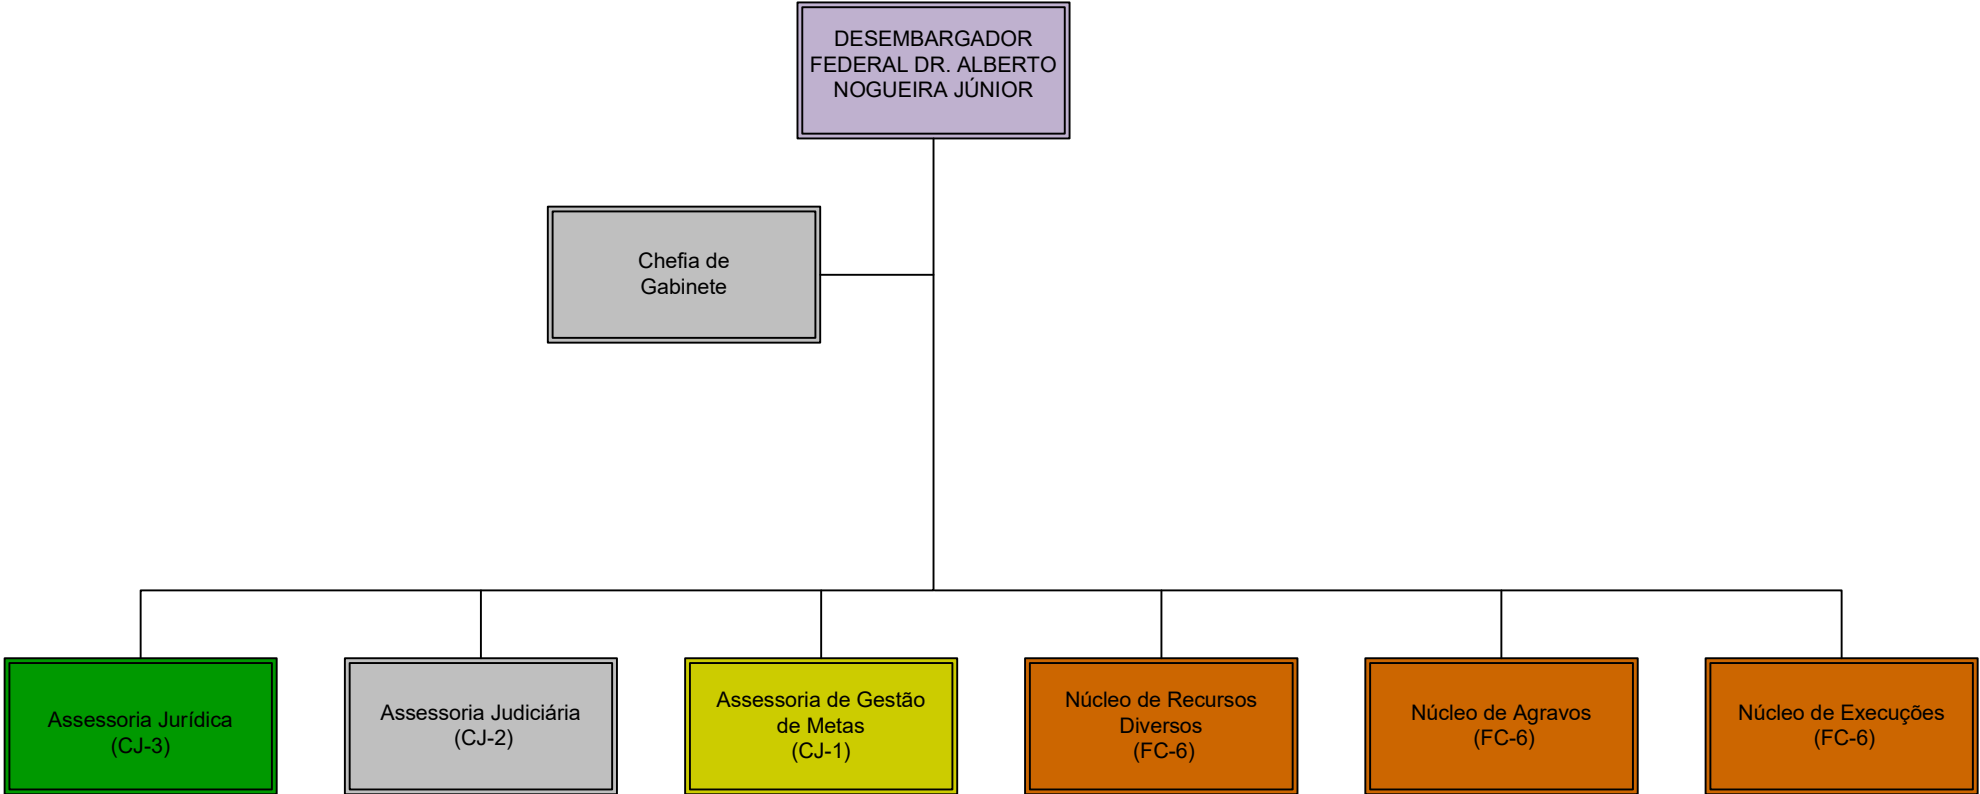 DESEMBARGADOR
FEDERAL DR. ALBERTO
NOGUEIRA JÚNIOR
Chefia de
Gabinete
Assessoria Jurídica
(CJ-3)
Assessoria Judiciária
(CJ-2)
Assessoria de Gestão
de Metas
(CJ-1)
Núcleo de Recursos
Diversos
(FC-6)
Núcleo de Agravos
(FC-6)
Núcleo de Execuções
(FC-6)